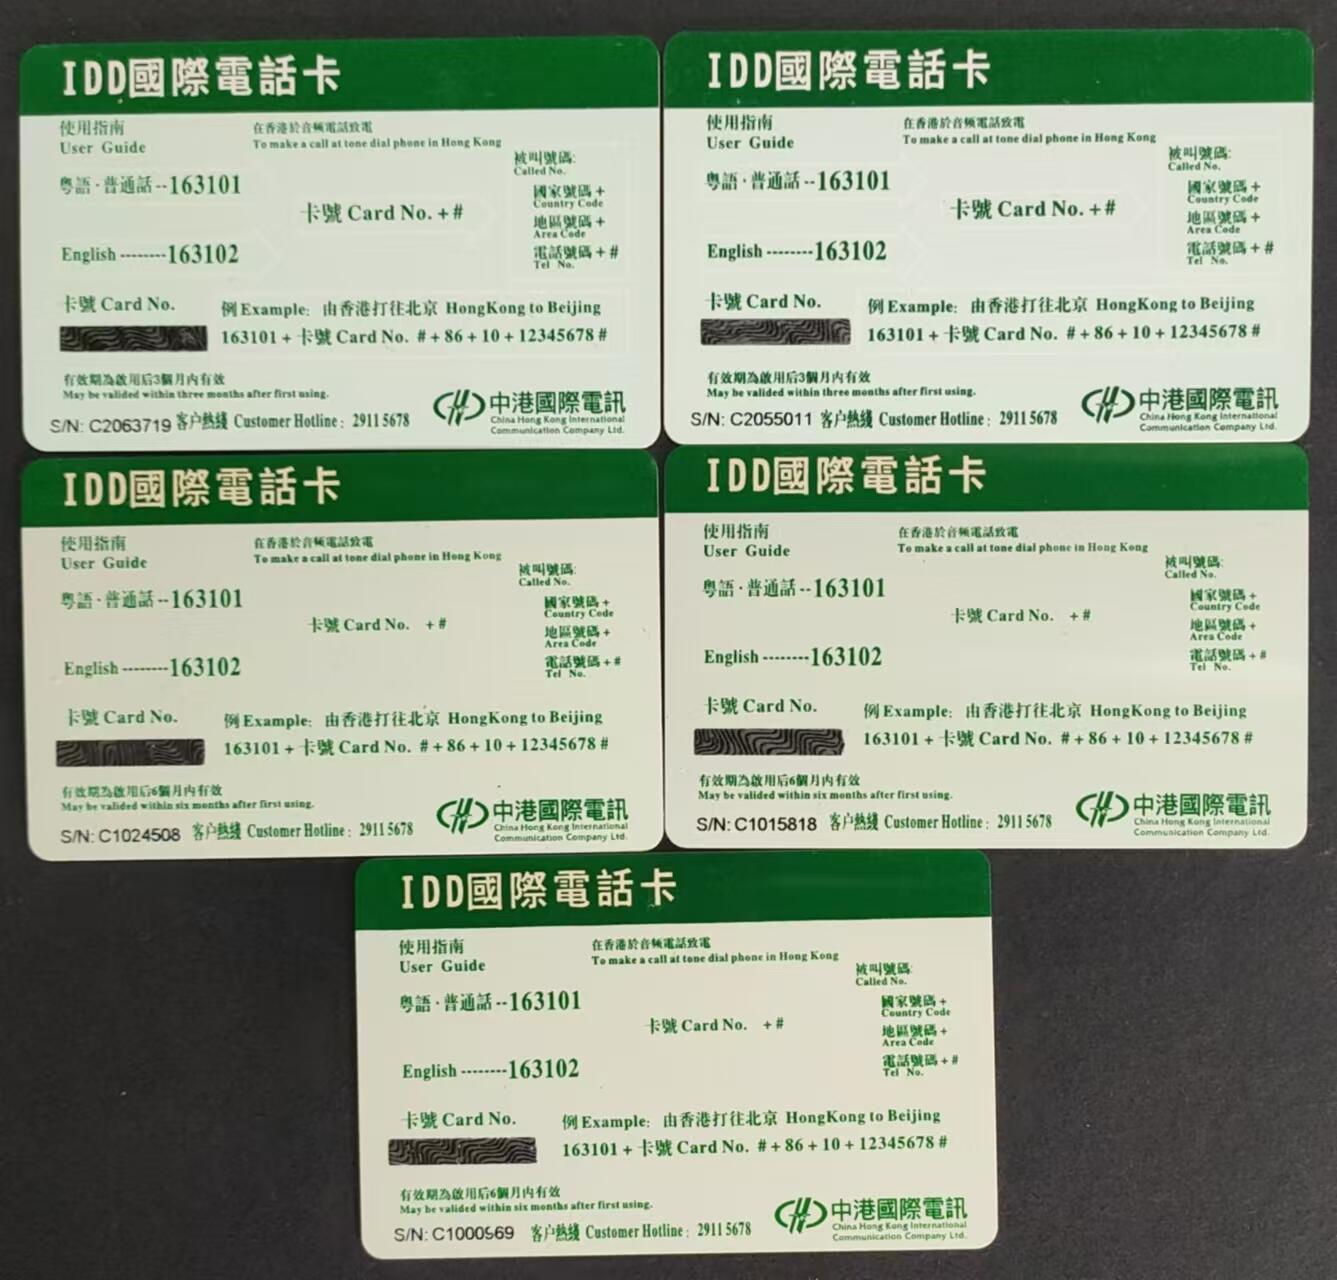 IDD國際電話卡
使用指南
User Guide
在香港於音頻電話致電
To make a call at tone dial phone in Hong Kong
粵語·普通話--163101
卡號 Card No. + #
被叫號碼:
Called No.
國家號碼 +
Country Code
地區號碼 +
Area Code
電話號碼 + #
Tel No.
English --------163102
卡號 Card No.
例 Example: 由香港打往北京 HongKong to Beijing
163101 + 卡號 Card No. # + 86 + 10 + 12345678 #
有效期為啟用后3個月内有效
May be valided within three months after first using.
S/N: C2063719 客户熱綫 Customer Hotline: 2911 5678
中港國際電訊
China Hong Kong International
Communication Company Ltd.
IDD國際電話卡
使用指南
User Guide
在香港於音頻電話致電
To make a call at tone dial phone in Hong Kong
粵語·普通話--163101
卡號 Card No. + #
被叫號碼:
Called No.
國家號碼 +
Country Code
地區號碼 +
Area Code
電話號碼 + #
Tel No.
English --------163102
卡號 Card No.
例 Example: 由香港打往北京 HongKong to Beijing
163101 + 卡號 Card No. # + 86 + 10 + 12345678 #
有效期為啟用后3個月内有效
May be valided within three months after first using.
S/N: C2055011 客户熱綫 Customer Hotline: 2911 5678
中港國際電訊
China Hong Kong International
Communication Company Ltd.
IDD國際電話卡
使用指南
User Guide
在香港於音頻電話致電
To make a call at tone dial phone in Hong Kong
粵語·普通話--163101
卡號 Card No. + #
被叫號碼:
Called No.
國家號碼 +
Country Code
地區號碼 +
Area Code
電話號碼 + #
Tel No.
English --------163102
卡號 Card No.
例 Example: 由香港打往北京 HongKong to Beijing
163101 + 卡號 Card No. # + 86 + 10 + 12345678 #
有效期為啟用后6個月内有效
May be valided within six months after first using.
S/N: C1024508 客户熱綫 Customer Hotline: 2911 5678
中港國際電訊
China Hong Kong International
Communication Company Ltd.
IDD國際電話卡
使用指南
User Guide
在香港於音頻電話致電
To make a call at tone dial phone in Hong Kong
粵語·普通話--163101
卡號 Card No. + #
被叫號碼:
Called No.
國家號碼 +
Country Code
地區號碼 +
Area Code
電話號碼 + #
Tel No.
English --------163102
卡號 Card No.
例 Example: 由香港打往北京 HongKong to Beijing
163101 + 卡號 Card No. # + 86 + 10 + 12345678 #
有效期為啟用后6個月内有效
May be valided within six months after first using.
S/N: C1015818 客户熱綫 Customer Hotline: 2911 5678
中港國際電訊
China Hong Kong International
Communication Company Ltd.
IDD國際電話卡
使用指南
User Guide
在香港於音頻電話致電
To make a call at tone dial phone in Hong Kong
粵語·普通話--163101
卡號 Card No. + #
被叫號碼:
Called No.
國家號碼 +
Country Code
地區號碼 +
Area Code
電話號碼 + #
Tel No.
English --------163102
卡號 Card No.
例 Example: 由香港打往北京 HongKong to Beijing
163101 + 卡號 Card No. # + 86 + 10 + 12345678 #
有效期為啟用后6個月内有效
May be valided within six months after first using.
S/N: C1000569 客户熱綫 Customer Hotline: 2911 5678
中港國際電訊
China Hong Kong International
Communication Company Ltd.